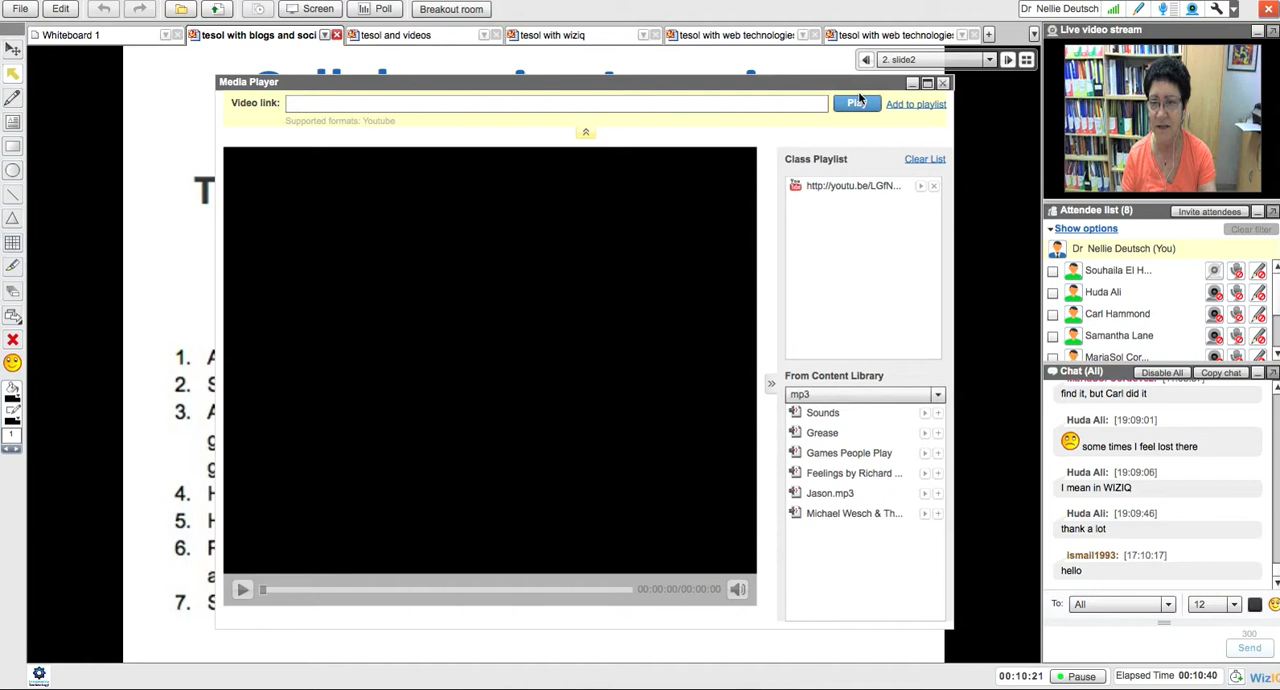 File Edit Screen Poll Breakout room Dr Nellie Deutsch
Whiteboard 1 tesol with blogs and soci tesol and videos tesol with wiziq tesol with web technologie: tesol with web technologies
2. slide2
Media Player
Video link: Play Add to playlist
Supported formats: Youtube
Class Playlist Clear List
http://youtu.be/LGfN...
From Content Library
mp3
Sounds
Grease
Games People Play
Feelings by Richard ...
Jason.mp3
Michael Wesch & Th...
00:00:00/00:00:00
T
1. A
2. S
3. A
g
g
4. H
5. H
6. F
a
7. S
1
Live video stream
Attendee list (8) Invite attendees
Show options Clear filter
Dr Nellie Deutsch (You)
Souhaila El H...
Huda Ali
Carl Hammond
Samantha Lane
MariaSol Cor...
Chat (All) Disable All Copy chat
find it, but Carl did it
Huda Ali: [19:09:01]
some times I feel lost there
Huda Ali: [19:09:06]
I mean in WIZIQ
Huda Ali: [19:09:46]
thank a lot
ismail1993: [17:10:17]
hello
To: All 12
300
Send
00:10:21 Pause Elapsed Time 00:10:40 WizIQ